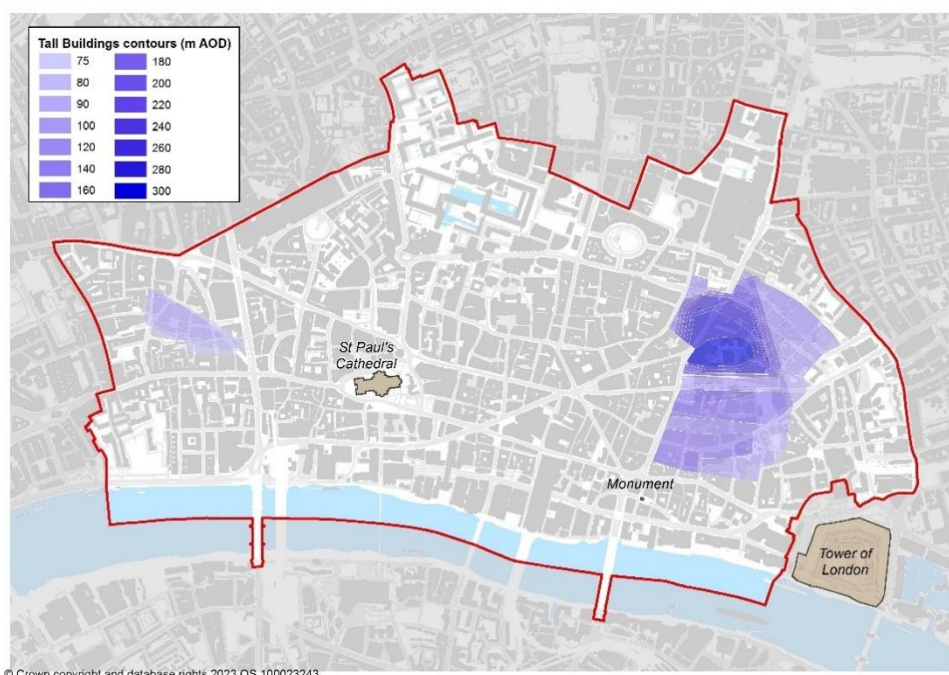 Tall Buildings contours (m AOD)
75
80
90
100
120
140
160
180
200
220
240
260
280
300
St Paul's
Cathedral
Monument
Tower of
London
© Crown copyright and database rights 2023 OS 100023243